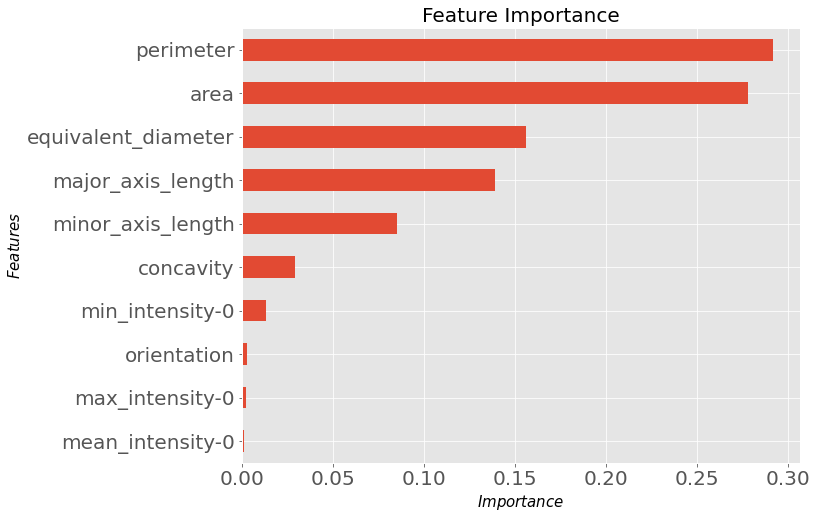 Feature Importance
perimeter
area
equivalent_diameter
major_axis_length
minor_axis_length
concavity
min_intensity-0
orientation
max_intensity-0
mean_intensity-0
Features
0.00 0.05 0.10 0.15 0.20 0.25 0.30
Importance